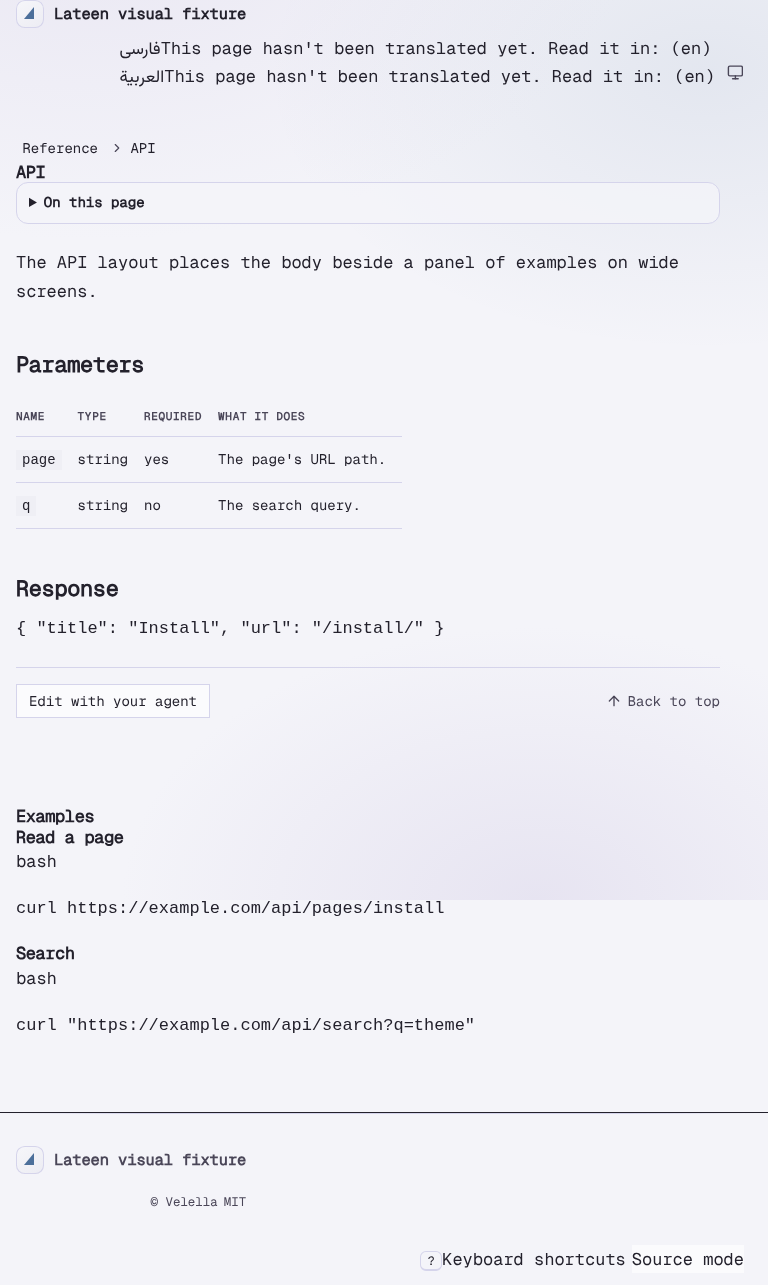 Lateen visual fixture
فارسیThis page hasn't been translated yet. Read it in: (en)
العربيةThis page hasn't been translated yet. Read it in: (en)
Reference > API
API
On this page
The API layout places the body beside a panel of examples on wide
screens.
Parameters
NAME TYPE REQUIRED WHAT IT DOES
page string yes The page's URL path.
q string no The search query.
Response
{ "title": "Install", "url": "/install/" }
Edit with your agent ↑ Back to top
Examples
Read a page
bash
curl https://example.com/api/pages/install
Search
bash
curl "https://example.com/api/search?q=theme"
Lateen visual fixture
© Velella MIT
? Keyboard shortcuts Source mode